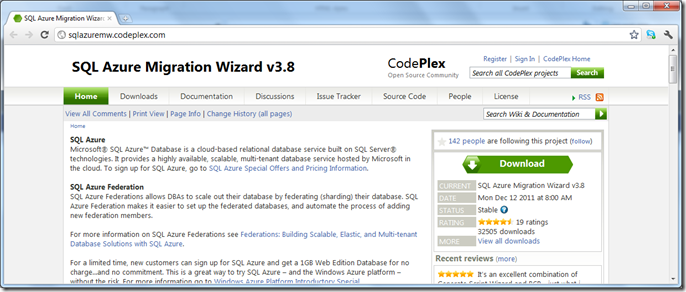 SQL Azure Migration Wizard
sqlazuremw.codeplex.com
SQL Azure Migration Wizard v3.8
CodePlex
Open Source Community
Register | Sign In | CodePlex Home
Search all CodePlex projects
Search
Home
Downloads
Documentation
Discussions
Issue Tracker
Source Code
People
License
RSS
View All Comments | Print View | Page Info | Change History (all pages)
Search Wiki & Documentation
Home
SQL Azure
Microsoft® SQL Azure™ Database is a cloud-based relational database service built on SQL Server®
technologies. It provides a highly available, scalable, multi-tenant database service hosted by Microsoft in
the cloud. To sign up for SQL Azure, go to SQL Azure Special Offers and Pricing Information.
SQL Azure Federation
SQL Azure Federations allows DBAs to scale out their database by federating (sharding) their database. SQL
Azure Federation makes it easier to set up the federated databases, and automate the process of adding
new federation members.
For more information on SQL Azure Federations see Federations: Building Scalable, Elastic, and Multi-tenant
Database Solutions with SQL Azure.
For a limited time, new customers can sign up for SQL Azure and get a 1GB Web Edition Database for no
charge...and no commitment. This is a great way to try SQL Azure – and the Windows Azure platform –
without the risk. For more information go to Windows Azure Platform Introductory Special
142 people are following this project (follow)
Download
CURRENT SQL Azure Migration Wizard v3.8
DATE Mon Dec 12 2011 at 8:00 AM
STATUS Stable
RATING 19 ratings
32505 downloads
MORE View all downloads
Recent reviews (more)
It's an excellent combination of